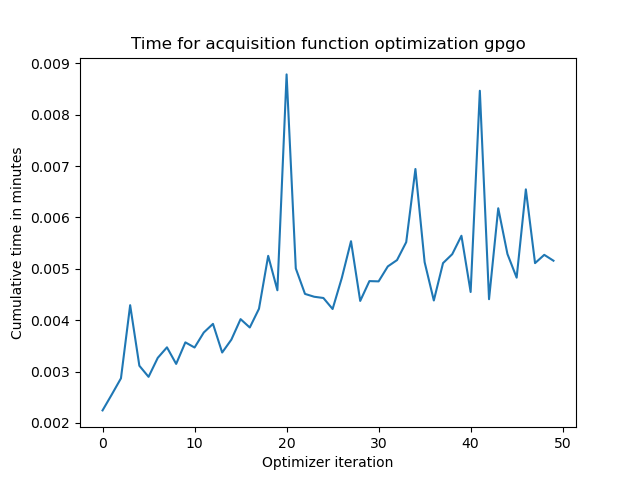 Time for acquisition function optimization gpgo
0.009
0.008
0.007
0.006
0.005
0.004
0.003
0.002
Cumulative time in minutes
0 10 20 30 40 50
Optimizer iteration